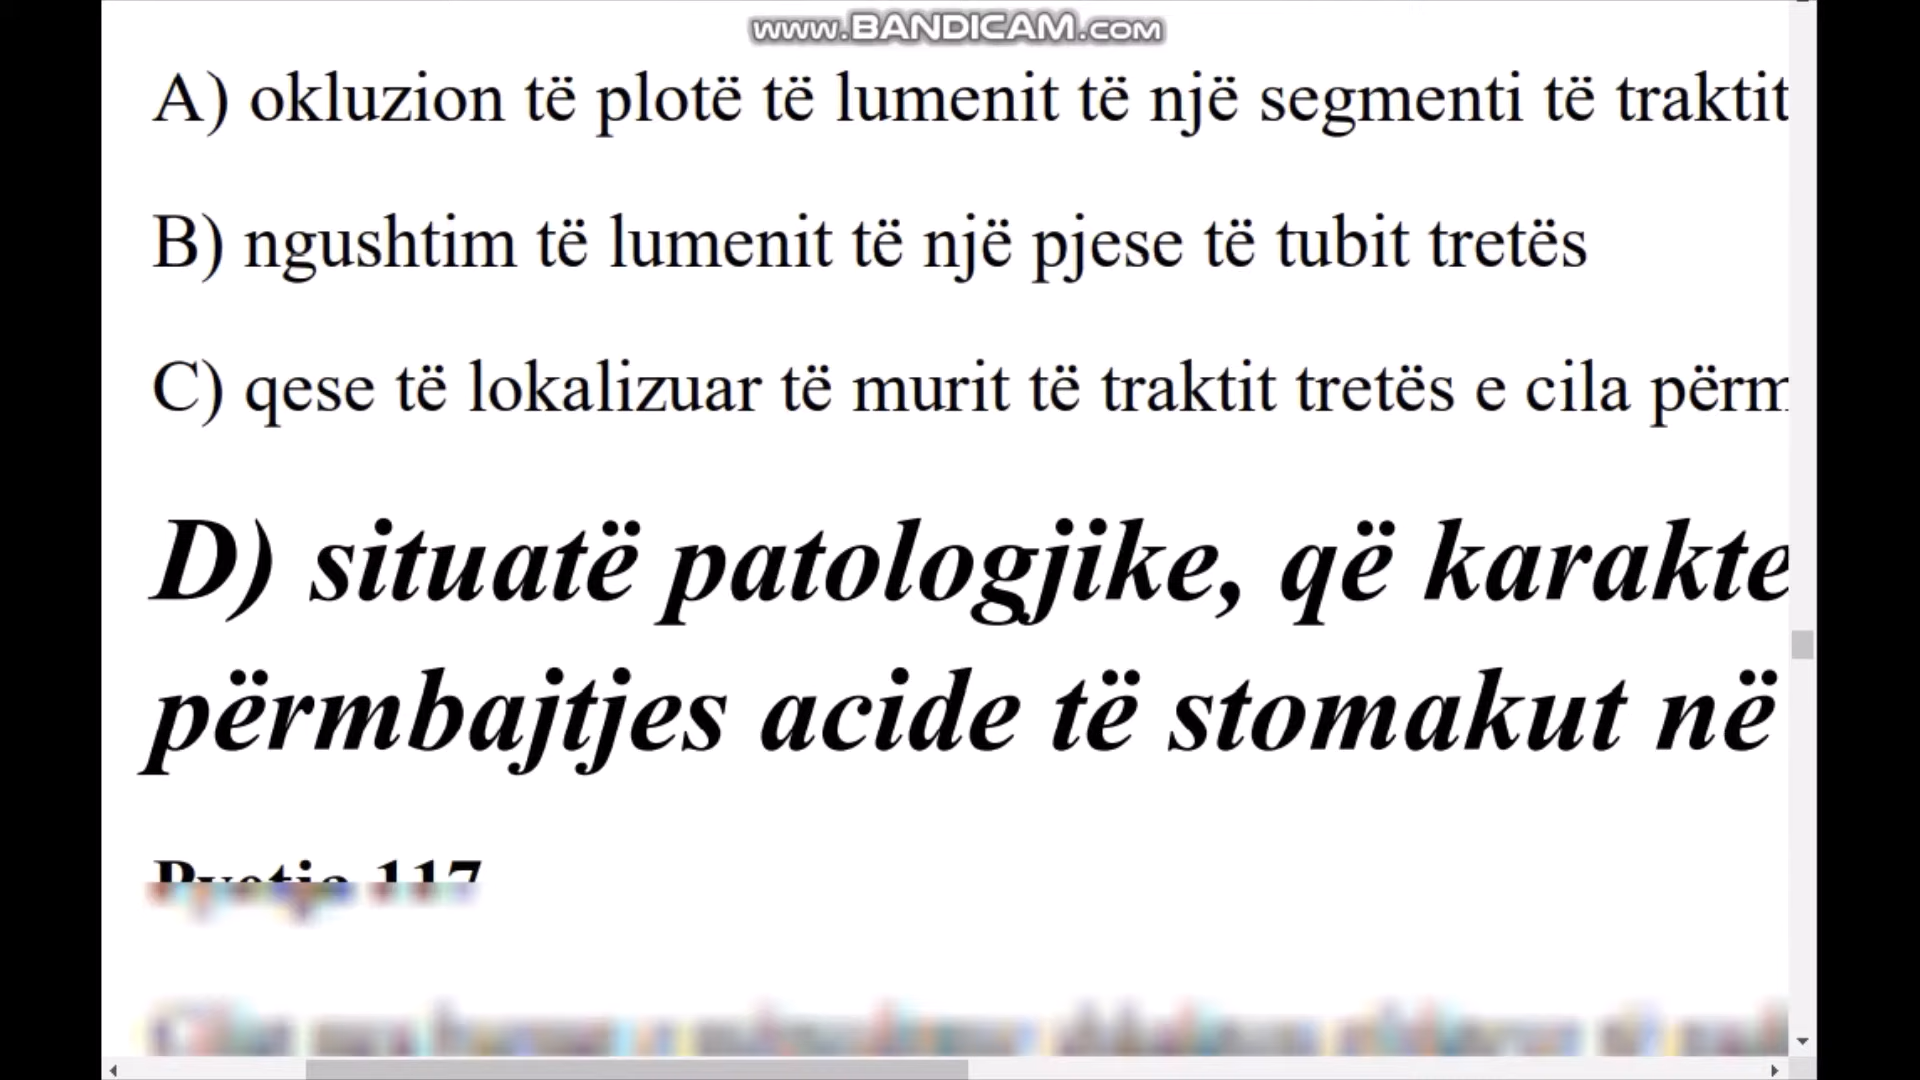 www.BANDICAM.com
A) okluzion të plotë të lumenit të një segmenti të traktit
B) ngushtim të lumenit të një pjese të tubit tretës
C) qese të lokalizuar të murit të traktit tretës e cila përm
D) situatë patologjike, që karakte
përmbajtjes acide të stomakut në
Pyetja 117